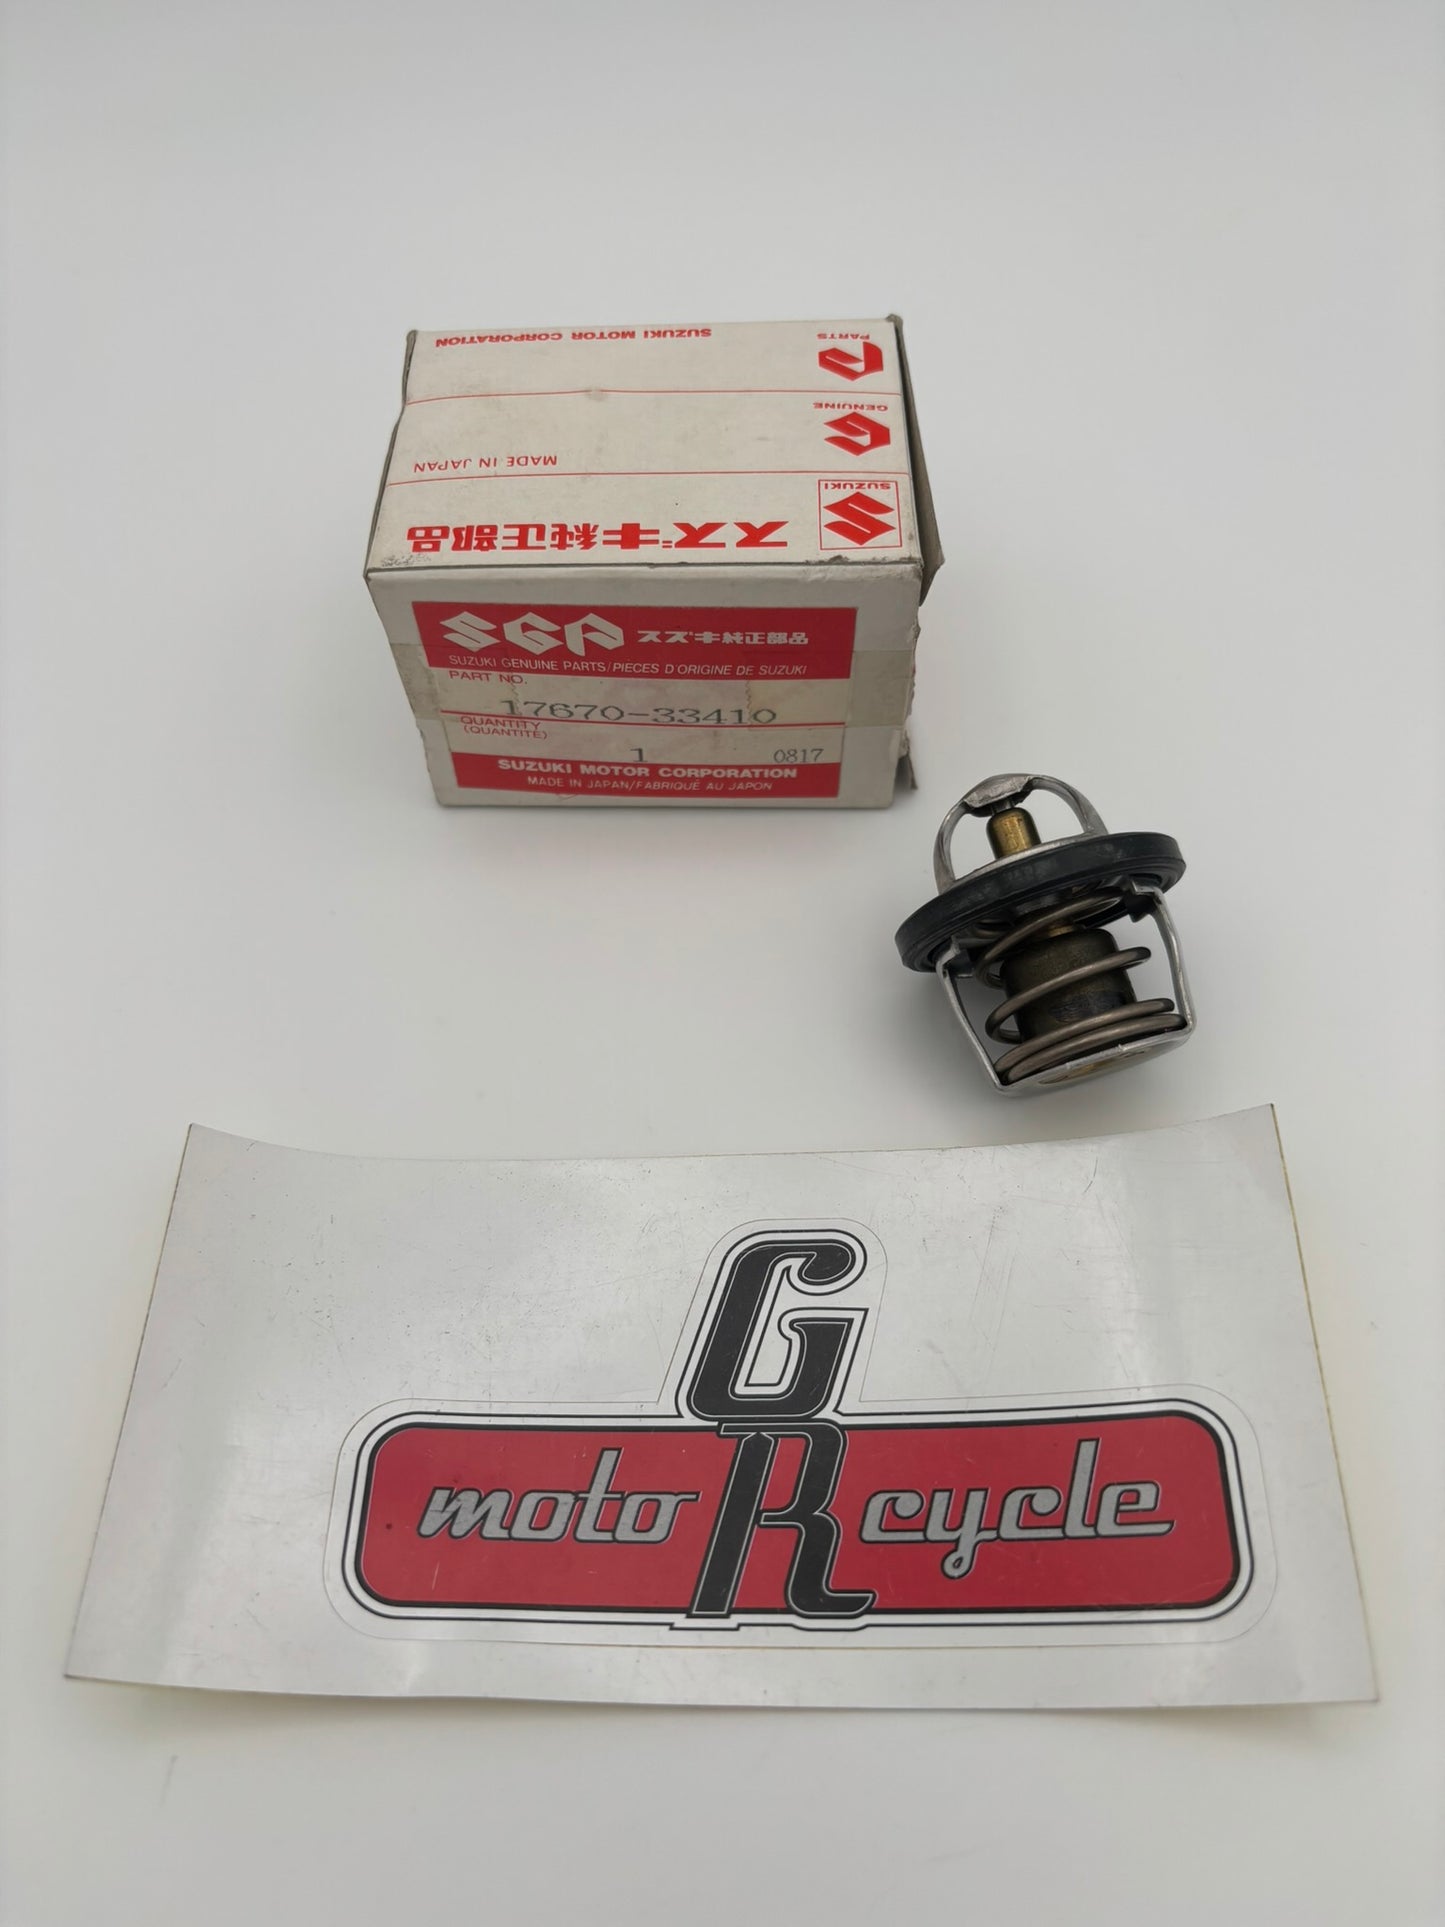 SUZUKI MOTOR CORPORATION
PARTS
GENUINE
MADE IN JAPAN
SUZUKI
スズキ純正部品
SGP スズキ純正部品
SUZUKI GENUINE PARTS/PIECES D'ORIGINE DE SUZUKI
PART NO.
17670-33410
QUANTITY
(QUANTITÉ)
1 0817
SUZUKI MOTOR CORPORATION
MADE IN JAPAN/FABRIQUÉ AU JAPON
GR
moto cycle